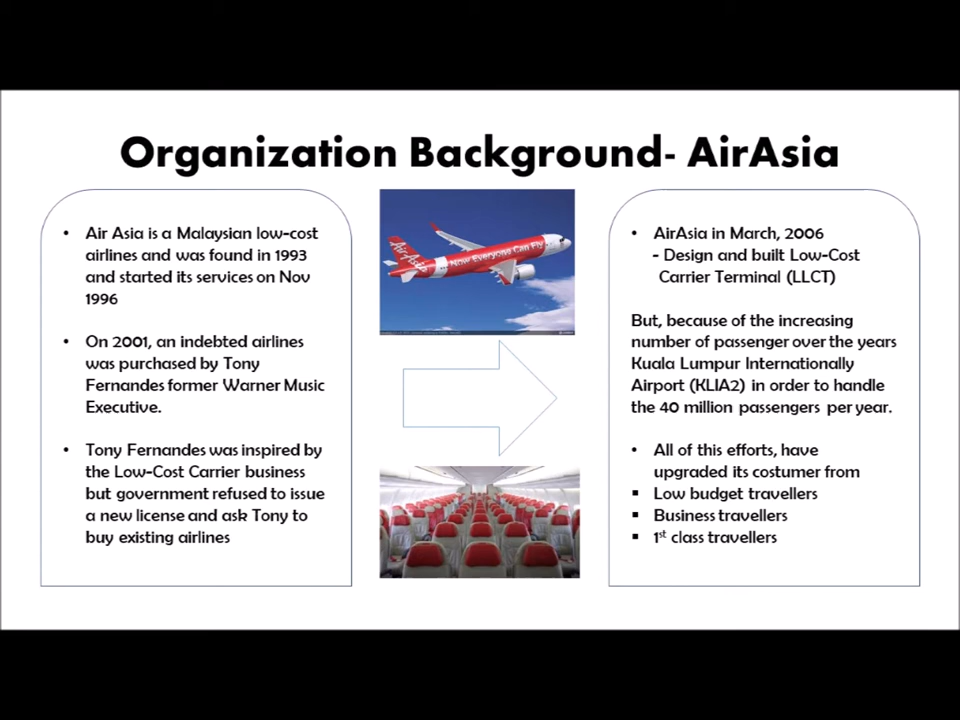 Organization Background- AirAsia
• Air Asia is a Malaysian low-cost
airlines and was found in 1993
and started its services on Nov
1996
• On 2001, an indebted airlines
was purchased by Tony
Fernandes former Warner Music
Executive.
• Tony Fernandes was inspired by
the Low-Cost Carrier business
but government refused to issue
a new license and ask Tony to
buy existing airlines
AirAsia
Now Everyone Can Fly
• AirAsia in March, 2006
- Design and built Low-Cost
Carrier Terminal (LLCT)
But, because of the increasing
number of passenger over the years
Kuala Lumpur Internationally
Airport (KLIA2) in order to handle
the 40 million passengers per year.
• All of this efforts, have
upgraded its costumer from
▪ Low budget travellers
▪ Business travellers
▪ 1st class travellers